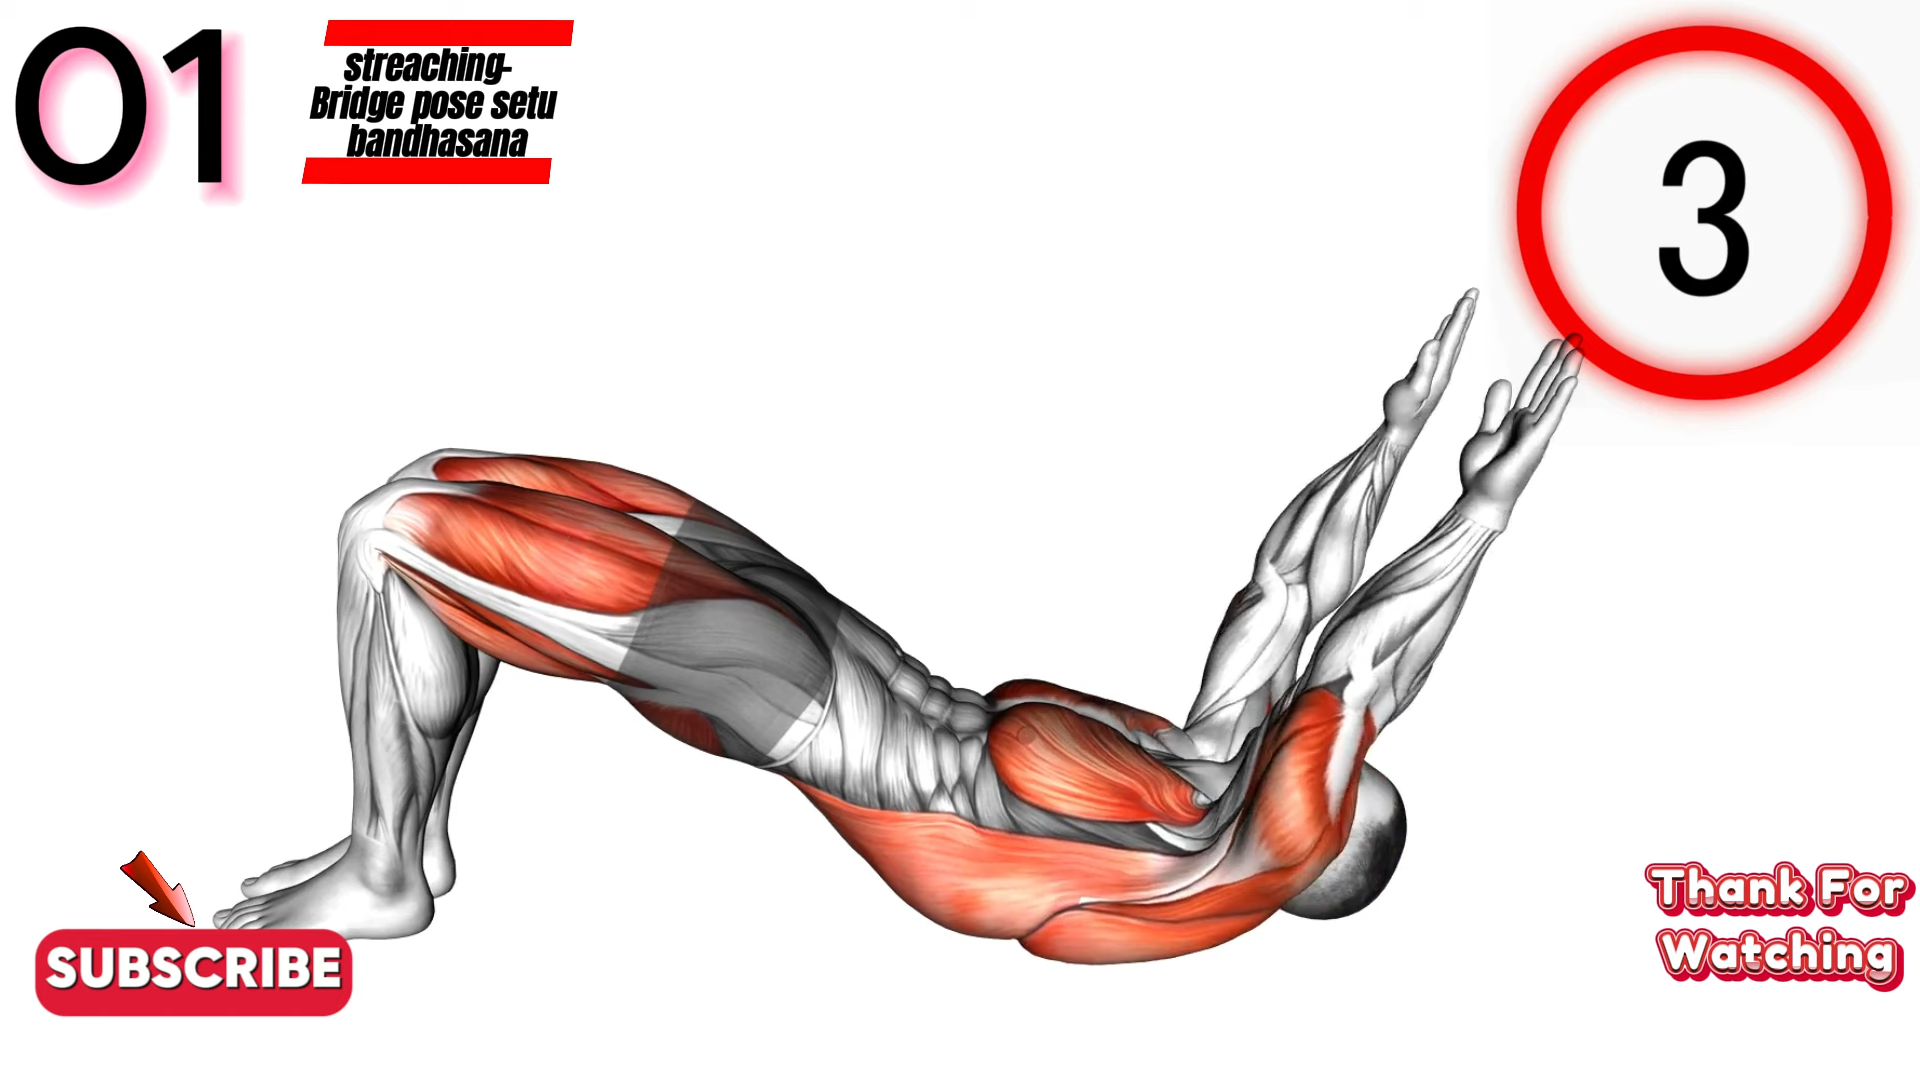 01
streaching-
Bridge pose setu
bandhasana
3
SUBSCRIBE
Thank For
Watching